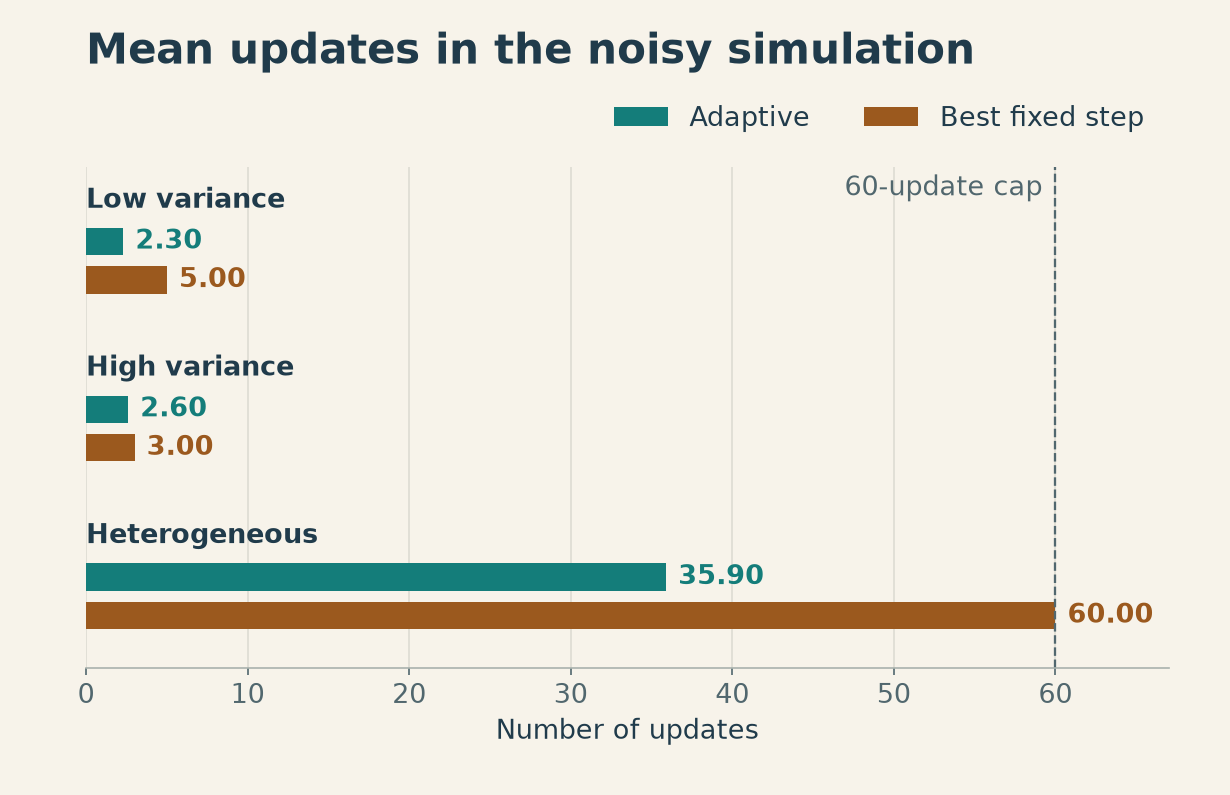 Mean updates in the noisy simulation
Adaptive Best fixed step
60-update cap
Low variance
2.30
5.00
High variance
2.60
3.00
Heterogeneous
35.90
60.00
0 10 20 30 40 50 60
Number of updates